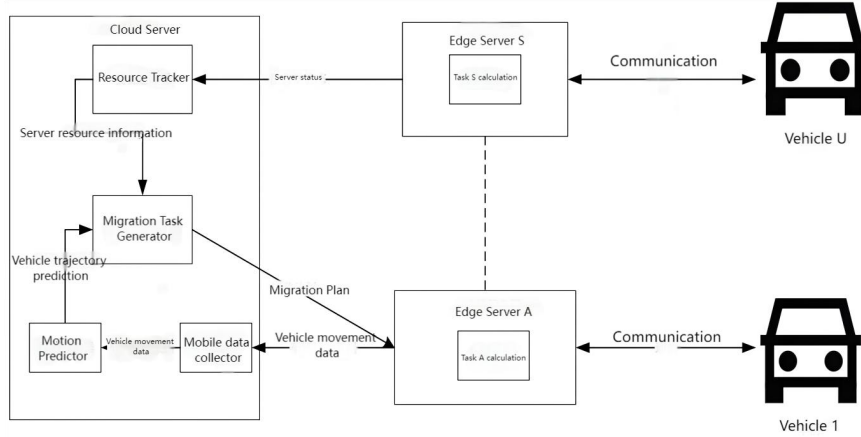 Cloud Server
Resource Tracker
Server status
Edge Server S
Task S calculation
Communication
Vehicle U
Server resource information
Migration Task
Generator
Vehicle trajectory
prediction
Migration Plan
Edge Server A
Task A calculation
Communication
Vehicle 1
Motion
Predictor
Vehicle movement
data
Mobile data
collector
Vehicle movement
data